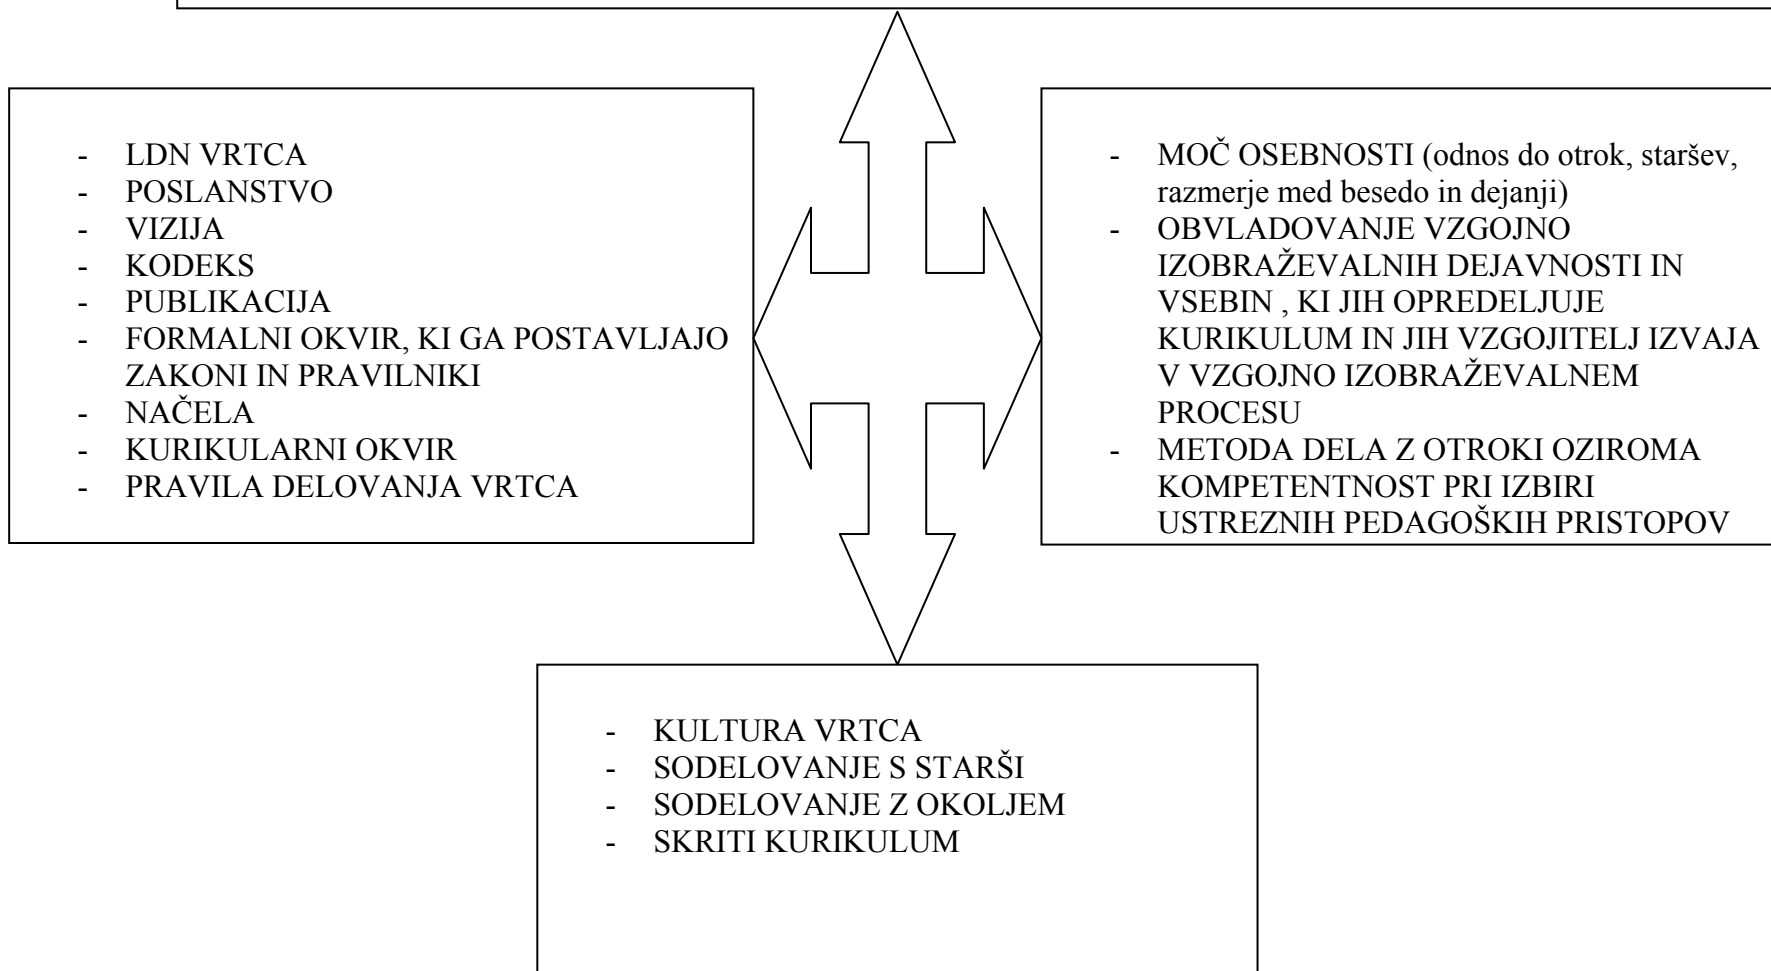 - LDN VRTCA
- POSLANSTVO
- VIZIJA
- KODEKS
- PUBLIKACIJA
- FORMALNI OKVIR, KI GA POSTAVLJAJO
ZAKONI IN PRAVILNIKI
- NAČELA
- KURIKULARNI OKVIR
- PRAVILA DELOVANJA VRTCA
- MOČ OSEBNOSTI (odnos do otrok, staršev,
razmerje med besedo in dejanji)
- OBVLADOVANJE VZGOJNO
IZOBRAŽEVALNIH DEJAVNOSTI IN
VSEBIN , KI JIH OPREDELJUJE
KURIKULUM IN JIH VZGOJITELJ IZVAJA
V VZGOJNO IZOBRAŽEVALNEM
PROCESU
- METODA DELA Z OTROKI OZIROMA
KOMPETENTNOST PRI IZBIRI
USTREZNIH PEDAGOŠKIH PRISTOPOV
- KULTURA VRTCA
- SODELOVANJE S STARŠI
- SODELOVANJE Z OKOLJEM
- SKRITI KURIKULUM